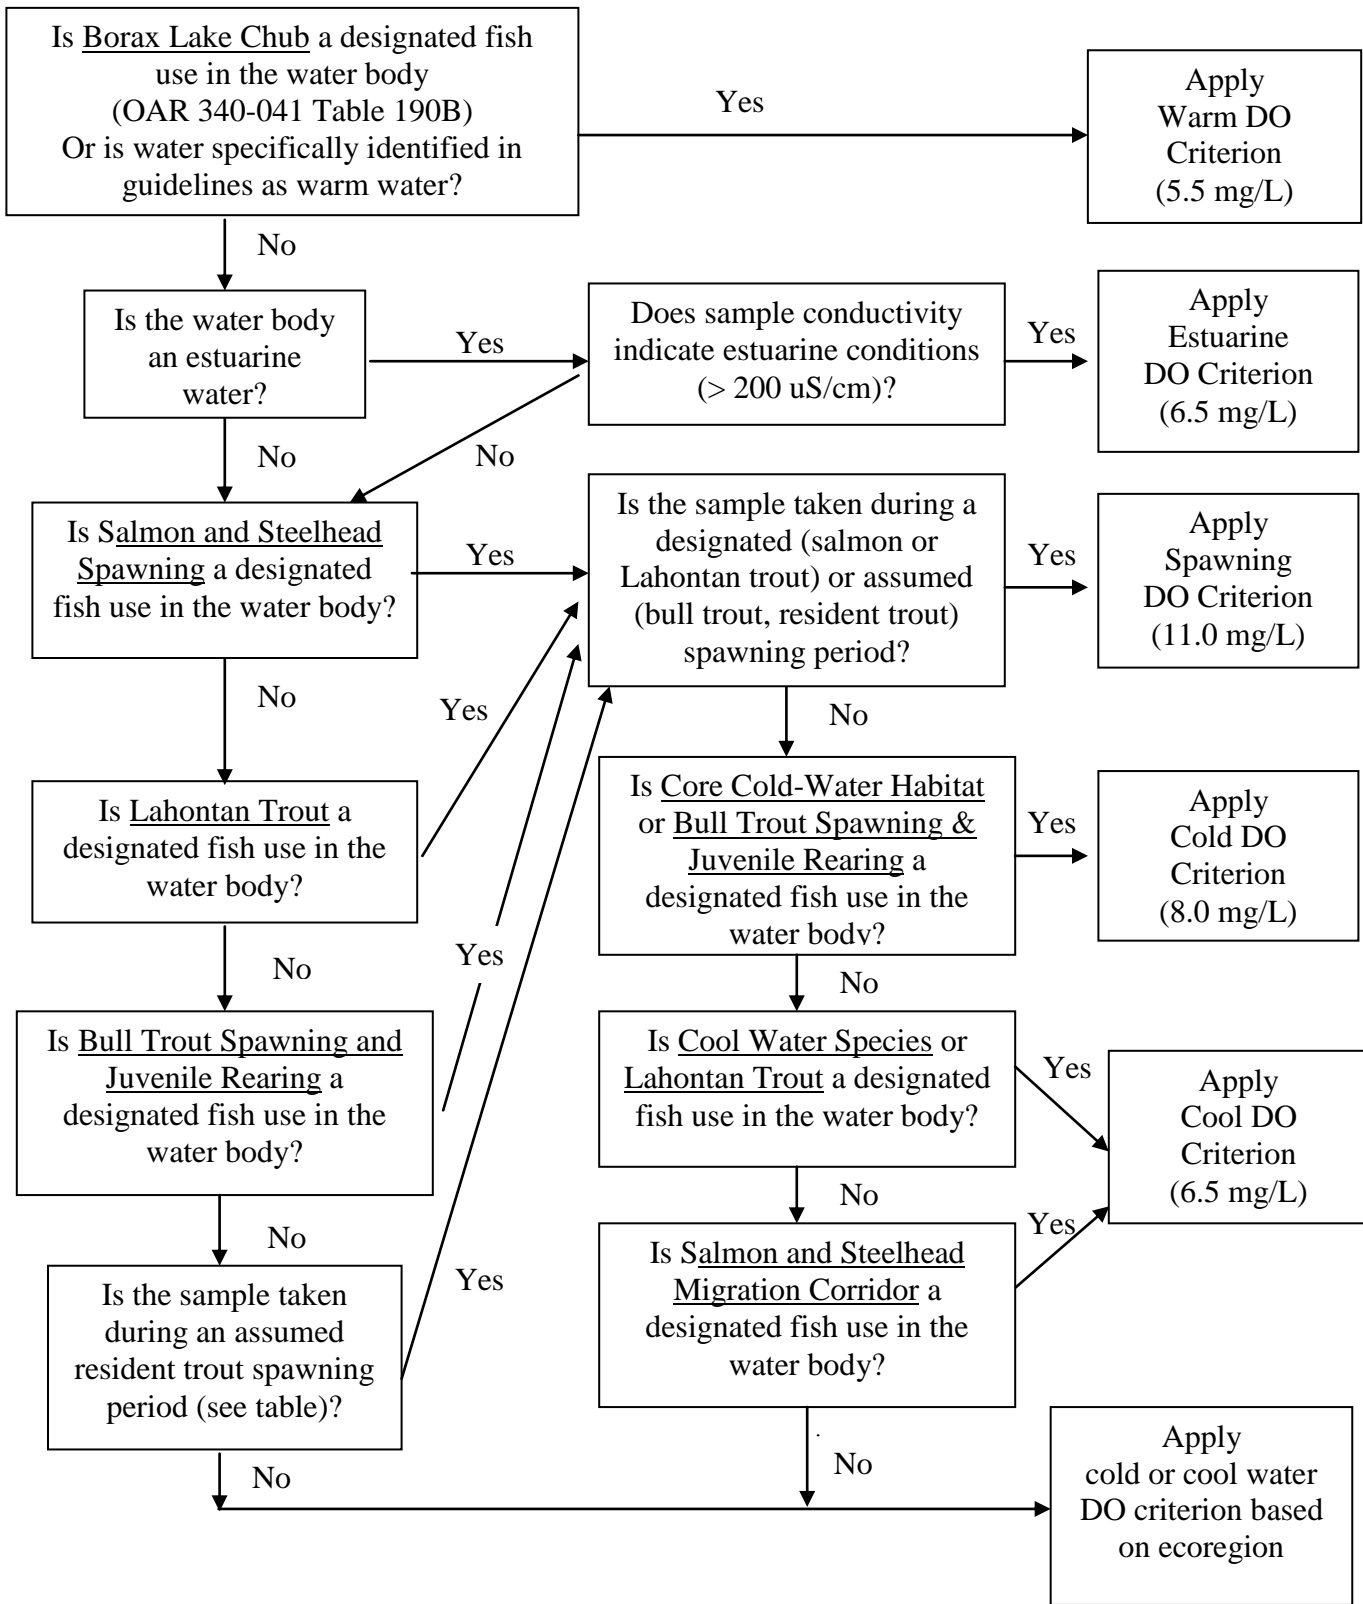 Is Borax Lake Chub a designated fish
use in the water body
(OAR 340-041 Table 190B)
Or is water specifically identified in
guidelines as warm water?
Yes
Apply
Warm DO
Criterion
(5.5 mg/L)
No
Is the water body
an estuarine
water?
Yes
Does sample conductivity
indicate estuarine conditions
(> 200 uS/cm)?
Yes
Apply
Estuarine
DO Criterion
(6.5 mg/L)
No
No
Is Salmon and Steelhead
Spawning a designated
fish use in the water body?
Yes
Is the sample taken during a
designated (salmon or
Lahontan trout) or assumed
(bull trout, resident trout)
spawning period?
Yes
Apply
Spawning
DO Criterion
(11.0 mg/L)
No
Yes
No
Is Lahontan Trout a
designated fish use in the
water body?
Is Core Cold-Water Habitat
or Bull Trout Spawning &
Juvenile Rearing a
designated fish use in the
water body?
Yes
Apply
Cold DO
Criterion
(8.0 mg/L)
No
Yes
No
Is Bull Trout Spawning and
Juvenile Rearing a
designated fish use in the
water body?
Is Cool Water Species or
Lahontan Trout a designated
fish use in the water body?
Yes
Apply
Cool DO
Criterion
(6.5 mg/L)
No
No
Yes
Is the sample taken
during an assumed
resident trout spawning
period (see table)?
Yes
Is Salmon and Steelhead
Migration Corridor a
designated fish use in the
water body?
No
No
Apply
cold or cool water
DO criterion based
on ecoregion